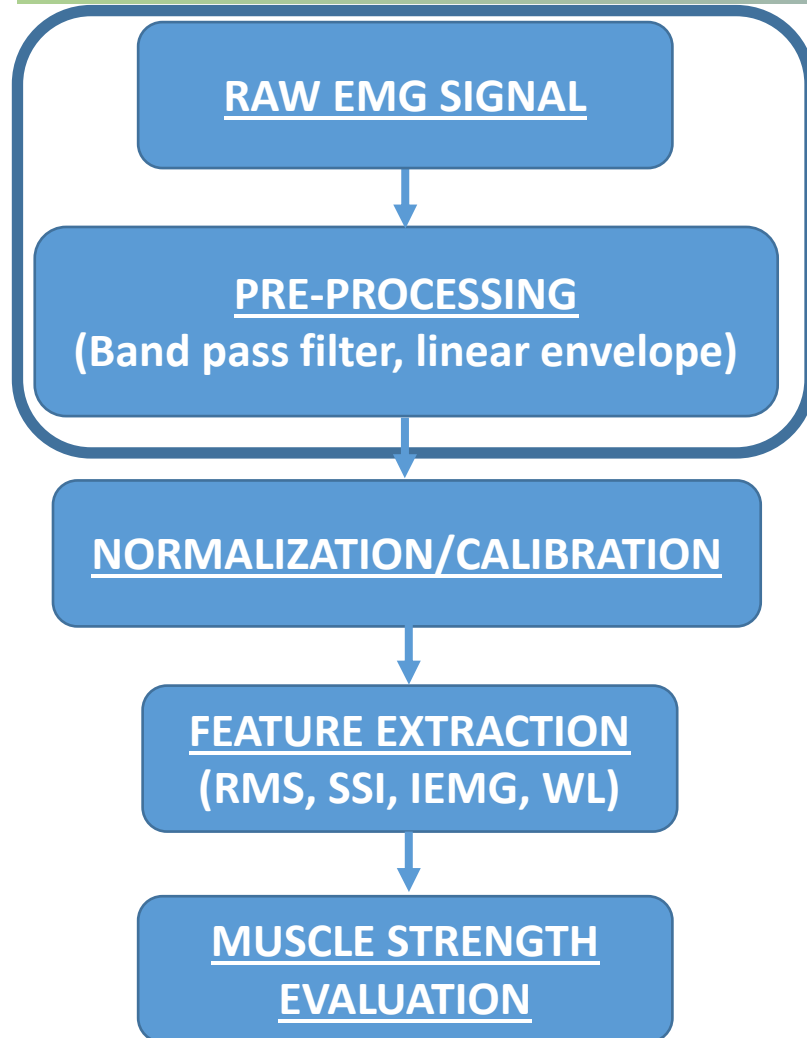 RAW EMG SIGNAL
PRE-PROCESSING
(Band pass filter, linear envelope)
NORMALIZATION/CALIBRATION
FEATURE EXTRACTION
(RMS, SSI, IEMG, WL)
MUSCLE STRENGTH
EVALUATION